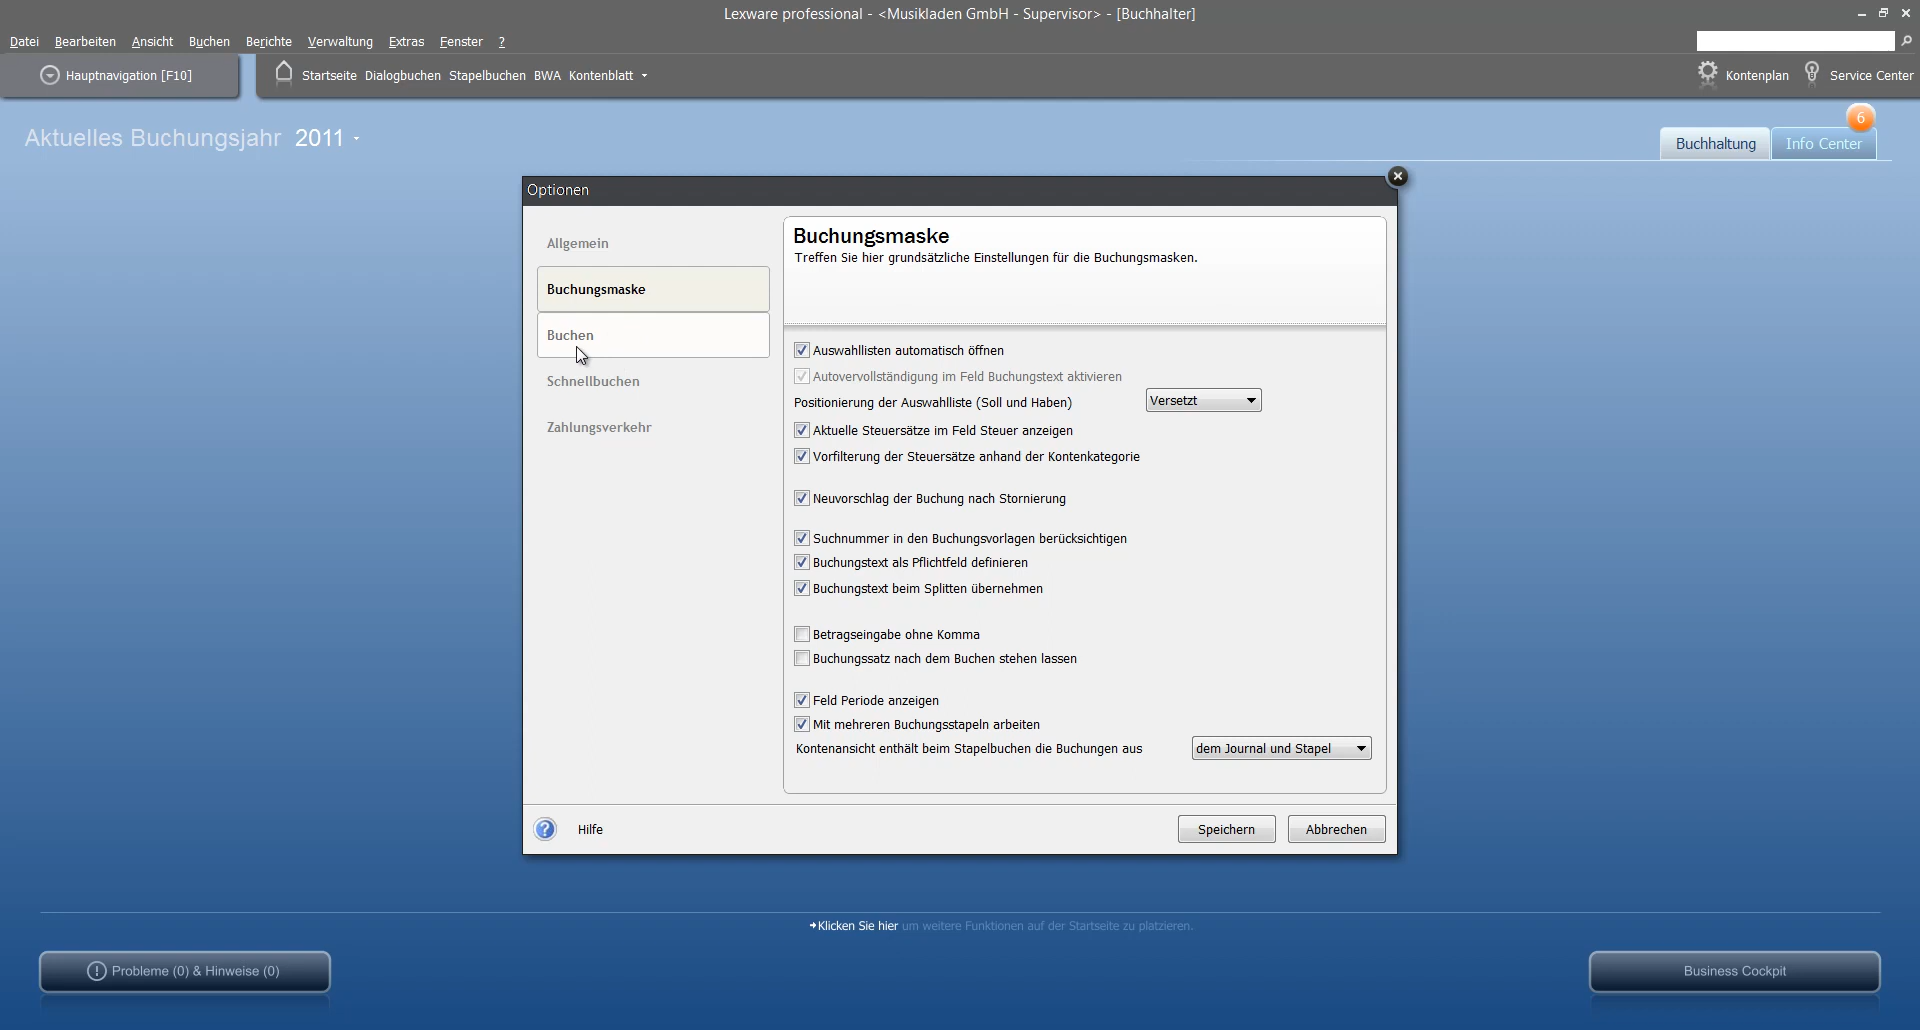 Lexware professional - <Musikladen GmbH - Supervisor> - [Buchhalter]
Datei Bearbeiten Ansicht Buchen Berichte Verwaltung Extras Fenster ?
Hauptnavigation [F10] Startseite Dialogbuchen Stapelbuchen BWA Kontenblatt Kontenplan Service Center
Aktuelles Buchungsjahr 2011
6
Buchhaltung Info Center
Optionen
Allgemein
Buchungsmaske
Buchen
Schnellbuchen
Zahlungsverkehr
Buchungsmaske
Treffen Sie hier grundsätzliche Einstellungen für die Buchungsmasken.
Auswahllisten automatisch öffnen
Autovervollständigung im Feld Buchungstext aktivieren
Positionierung der Auswahlliste (Soll und Haben) Versetzt
Aktuelle Steuersätze im Feld Steuer anzeigen
Vorfilterung der Steuersätze anhand der Kontenkategorie
Neuvorschlag der Buchung nach Stornierung
Suchnummer in den Buchungsvorlagen berücksichtigen
Buchungstext als Pflichtfeld definieren
Buchungstext beim Splitten übernehmen
Betragseingabe ohne Komma
Buchungssatz nach dem Buchen stehen lassen
Feld Periode anzeigen
Mit mehreren Buchungsstapeln arbeiten
Kontenansicht enthält beim Stapelbuchen die Buchungen aus dem Journal und Stapel
? Hilfe Speichern Abbrechen
Klicken Sie hier um weitere Funktionen auf der Startseite zu platzieren.
! Probleme (0) & Hinweise (0) Business Cockpit